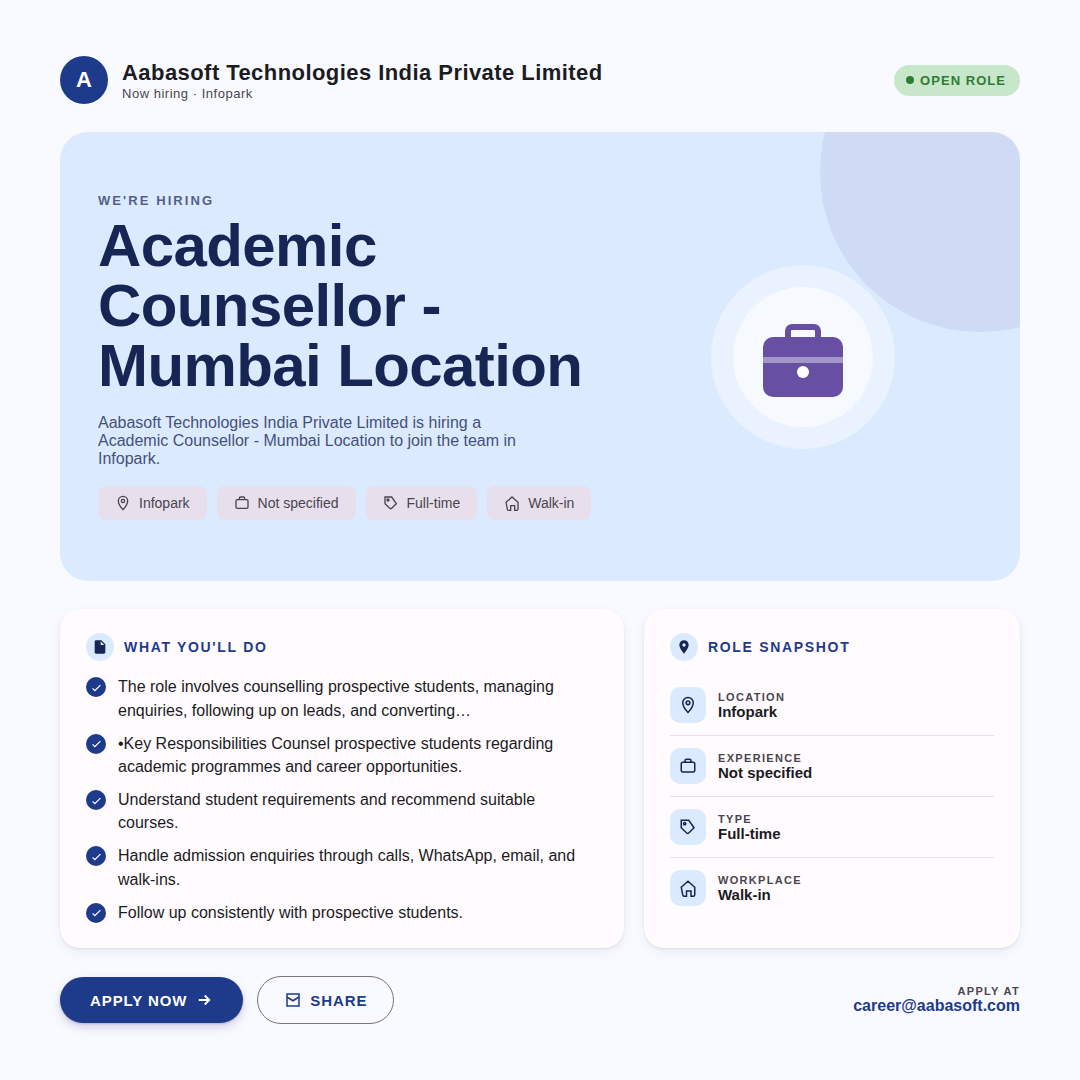 A
Aabasoft Technologies India Private Limited
Now hiring · Infopark
OPEN ROLE
WE'RE HIRING
Academic
Counsellor -
Mumbai Location
Aabasoft Technologies India Private Limited is hiring a
Academic Counsellor - Mumbai Location to join the team in
Infopark.
Infopark
Not specified
Full-time
Walk-in
WHAT YOU'LL DO
The role involves counselling prospective students, managing
enquiries, following up on leads, and converting…
•Key Responsibilities Counsel prospective students regarding
academic programmes and career opportunities.
Understand student requirements and recommend suitable
courses.
Handle admission enquiries through calls, WhatsApp, email, and
walk-ins.
Follow up consistently with prospective students.
ROLE SNAPSHOT
LOCATION
Infopark
EXPERIENCE
Not specified
TYPE
Full-time
WORKPLACE
Walk-in
APPLY NOW
SHARE
APPLY AT
career@aabasoft.com